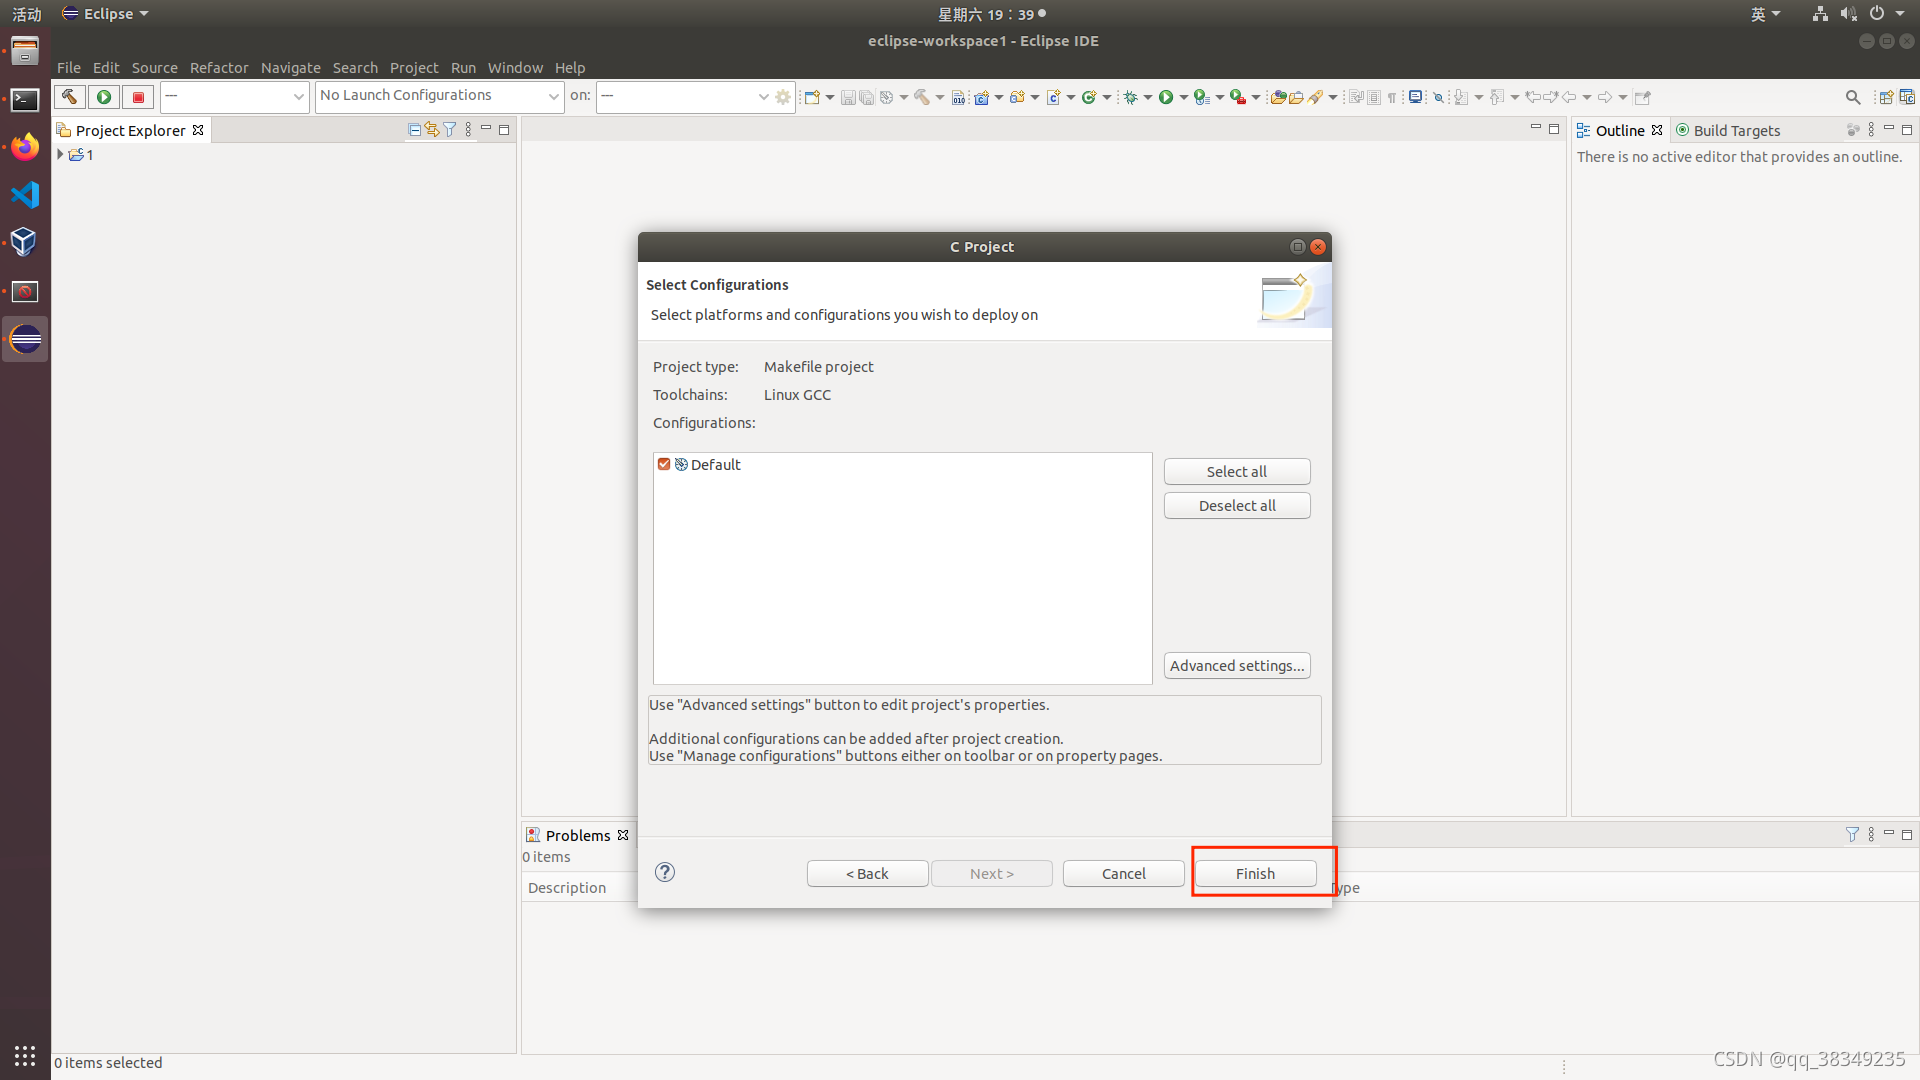 活动
Eclipse
星期六 19：39
英
eclipse-workspace1 - Eclipse IDE
File Edit Source Refactor Navigate Search Project Run Window Help
---
No Launch Configurations
on:
---
Project Explorer
Outline
Build Targets
1
There is no active editor that provides an outline.
C Project
Select Configurations
Select platforms and configurations you wish to deploy on
Project type: Makefile project
Toolchains: Linux GCC
Configurations:
Default
Select all
Deselect all
Advanced settings...
Use "Advanced settings" button to edit project's properties.
Additional configurations can be added after project creation.
Use "Manage configurations" buttons either on toolbar or on property pages.
Problems
0 items
Description
ype
< Back
Next >
Cancel
Finish
0 items selected
CSDN @qq_38349235